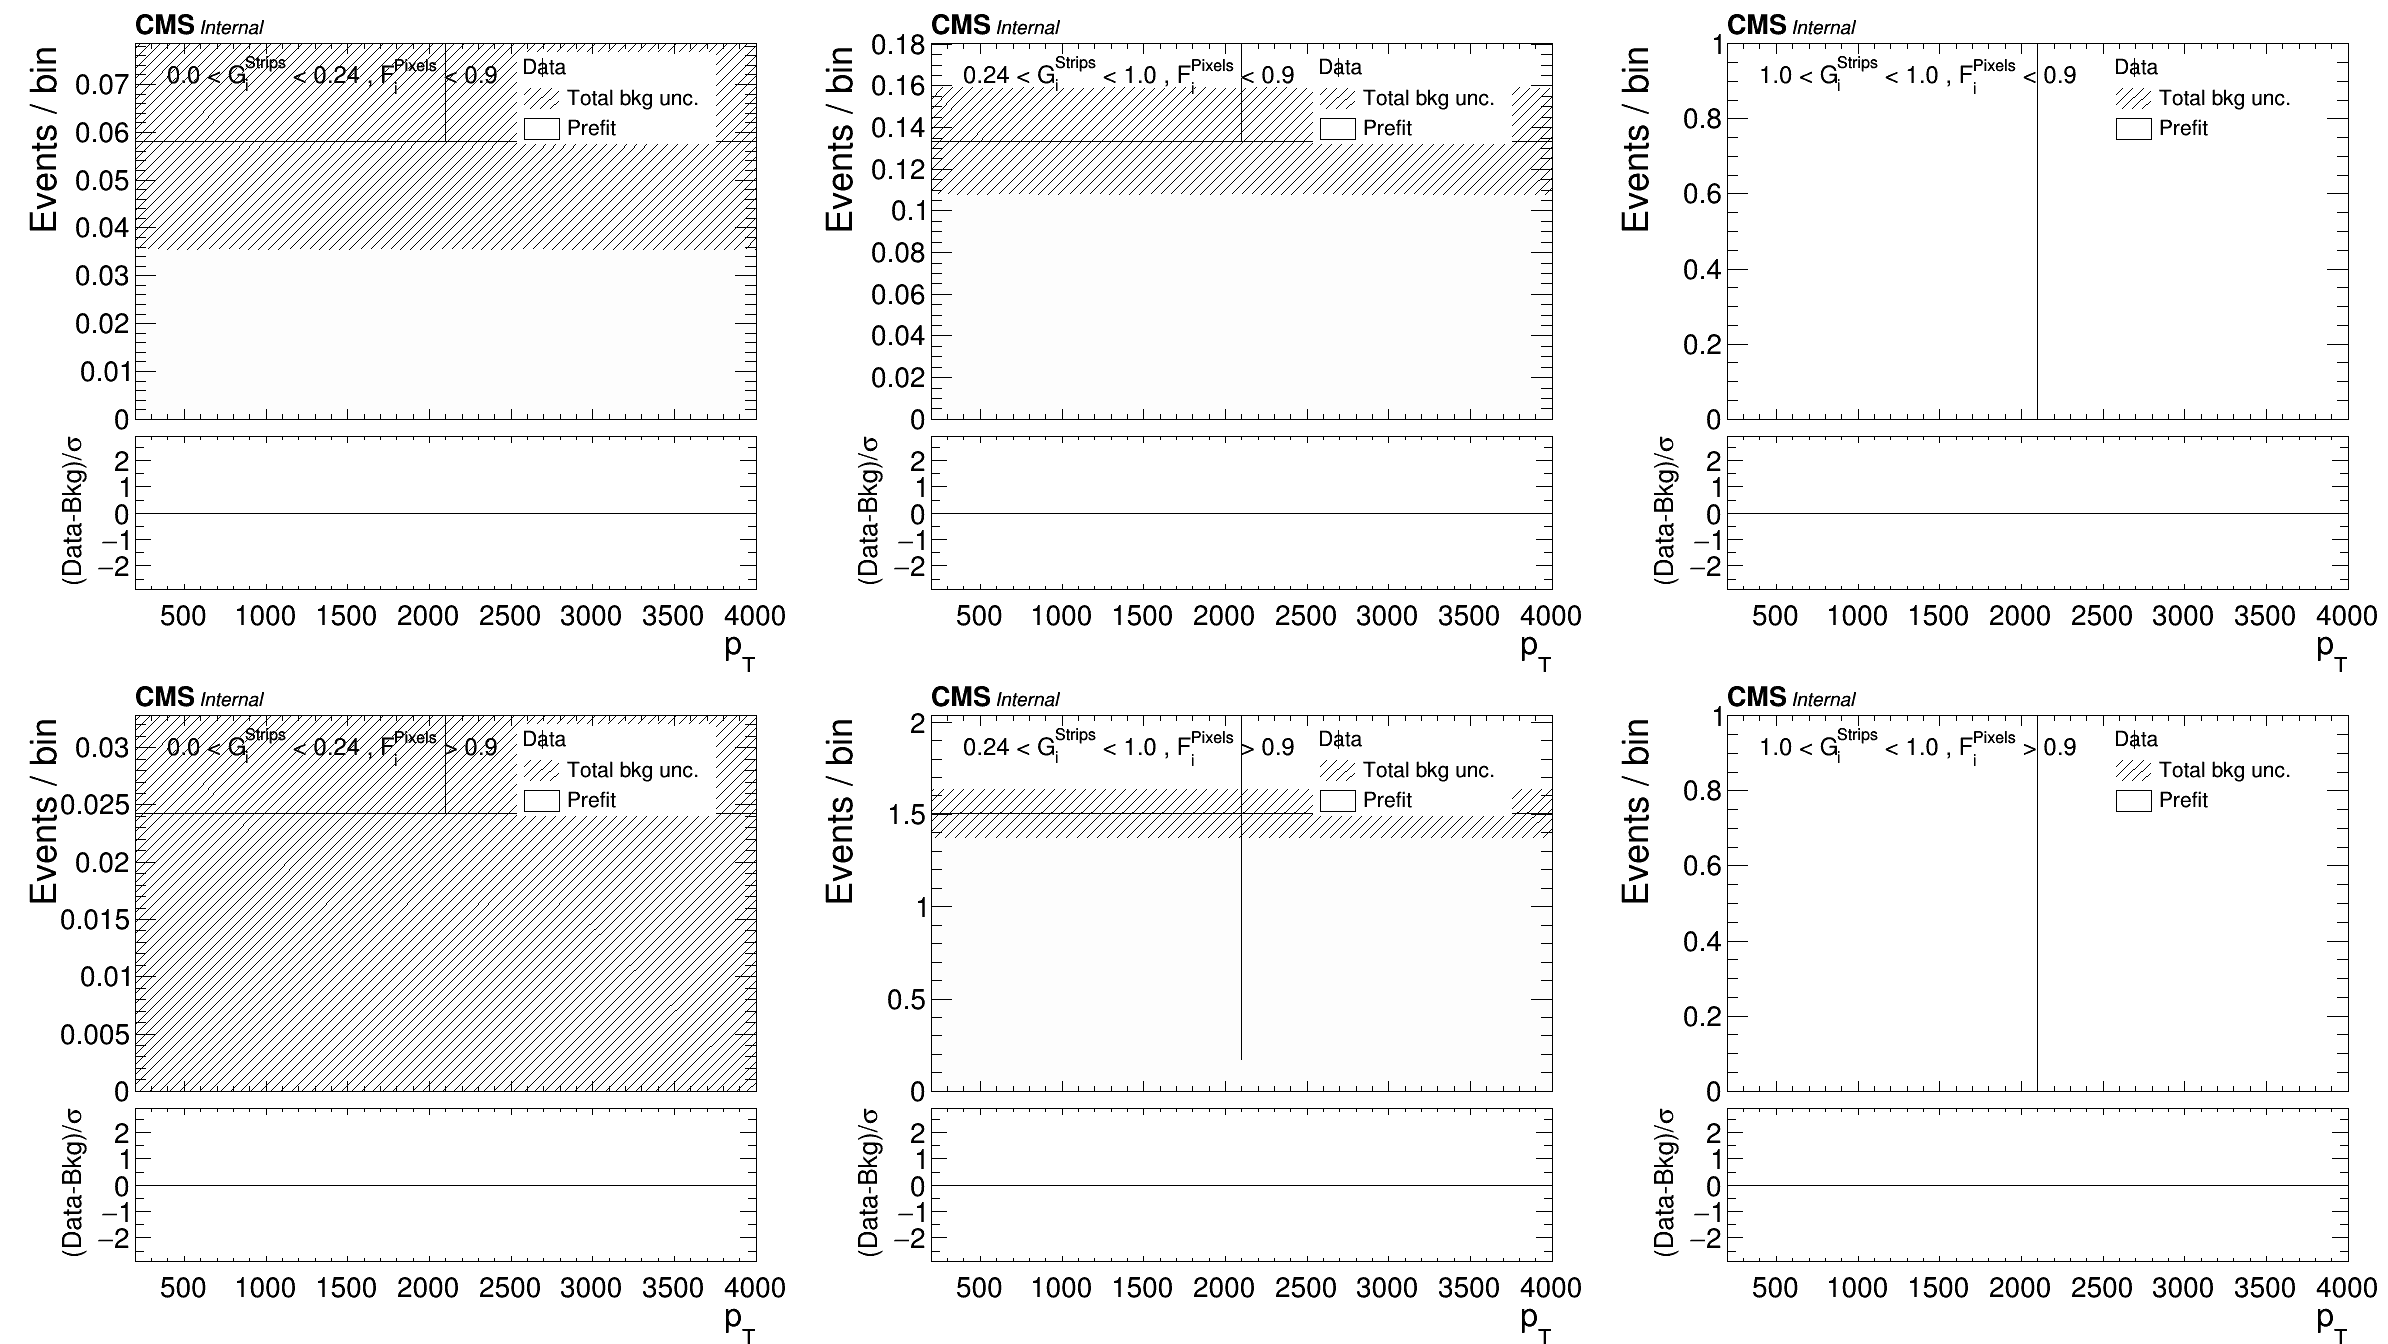 CMS Internal
Events / bin
0.0 < G_i^Strips < 0.24 , F_i^Pixels < 0.9
Data
Total bkg unc.
Prefit
0.07
0.06
0.05
0.04
0.03
0.02
0.01
0
(Data-Bkg)/σ
2
1
0
−1
−2
500 1000 1500 2000 2500 3000 3500 4000
p_T
CMS Internal
Events / bin
0.24 < G_i^Strips < 1.0 , F_i^Pixels < 0.9
Data
Total bkg unc.
Prefit
0.18
0.16
0.14
0.12
0.1
0.08
0.06
0.04
0.02
0
(Data-Bkg)/σ
2
1
0
−1
−2
500 1000 1500 2000 2500 3000 3500 4000
p_T
CMS Internal
Events / bin
1.0 < G_i^Strips < 1.0 , F_i^Pixels < 0.9
Data
Total bkg unc.
Prefit
1
0.8
0.6
0.4
0.2
0
(Data-Bkg)/σ
2
1
0
−1
−2
500 1000 1500 2000 2500 3000 3500 4000
p_T
CMS Internal
Events / bin
0.0 < G_i^Strips < 0.24 , F_i^Pixels > 0.9
Data
Total bkg unc.
Prefit
0.03
0.025
0.02
0.015
0.01
0.005
0
(Data-Bkg)/σ
2
1
0
−1
−2
500 1000 1500 2000 2500 3000 3500 4000
p_T
CMS Internal
Events / bin
0.24 < G_i^Strips < 1.0 , F_i^Pixels > 0.9
Data
Total bkg unc.
Prefit
2
1.5
1
0.5
0
(Data-Bkg)/σ
2
1
0
−1
−2
500 1000 1500 2000 2500 3000 3500 4000
p_T
CMS Internal
Events / bin
1.0 < G_i^Strips < 1.0 , F_i^Pixels > 0.9
Data
Total bkg unc.
Prefit
1
0.8
0.6
0.4
0.2
0
(Data-Bkg)/σ
2
1
0
−1
−2
500 1000 1500 2000 2500 3000 3500 4000
p_T